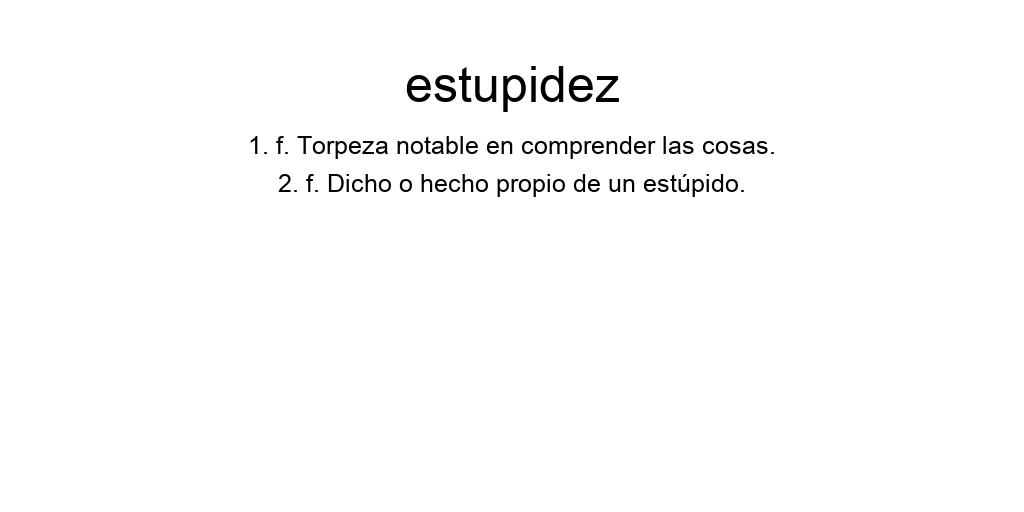 estupidez
1. f. Torpeza notable en comprender las cosas.
2. f. Dicho o hecho propio de un estúpido.